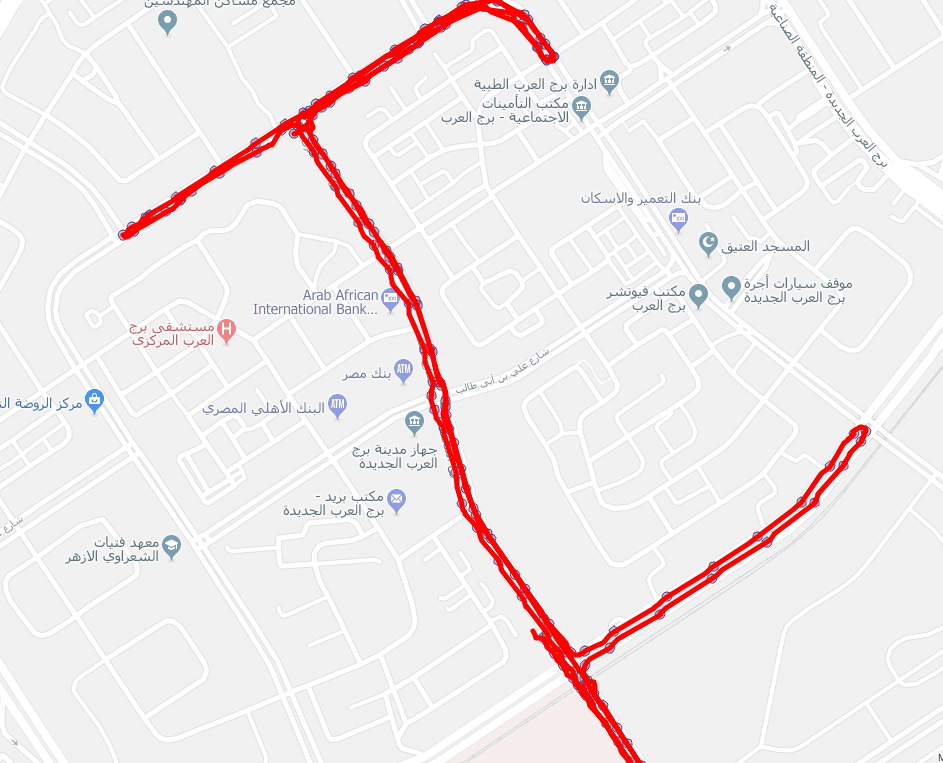 مجمع مساكن المهندسين
برج العرب الجديدة - المنطقة الصناعية
ادارة برج العرب الطبية
مكتب التأمينات
الاجتماعية - برج العرب
بنك التعمير والاسكان
المسجد العتيق
موقف سيارات أجرة
برج العرب الجديدة
مكتب فيوتشر
برج العرب
Arab African
International Bank...
مستشفى برج
العرب المركزى
شارع علي بن أبى طالب
بنك مصر
مركز الروضة
البنك الأهلي المصري
جهاز مدينة برج
العرب الجديدة
مكتب بريد -
برج العرب الجديدة
شارع
معهد فتيات
الشعراوي الازهر